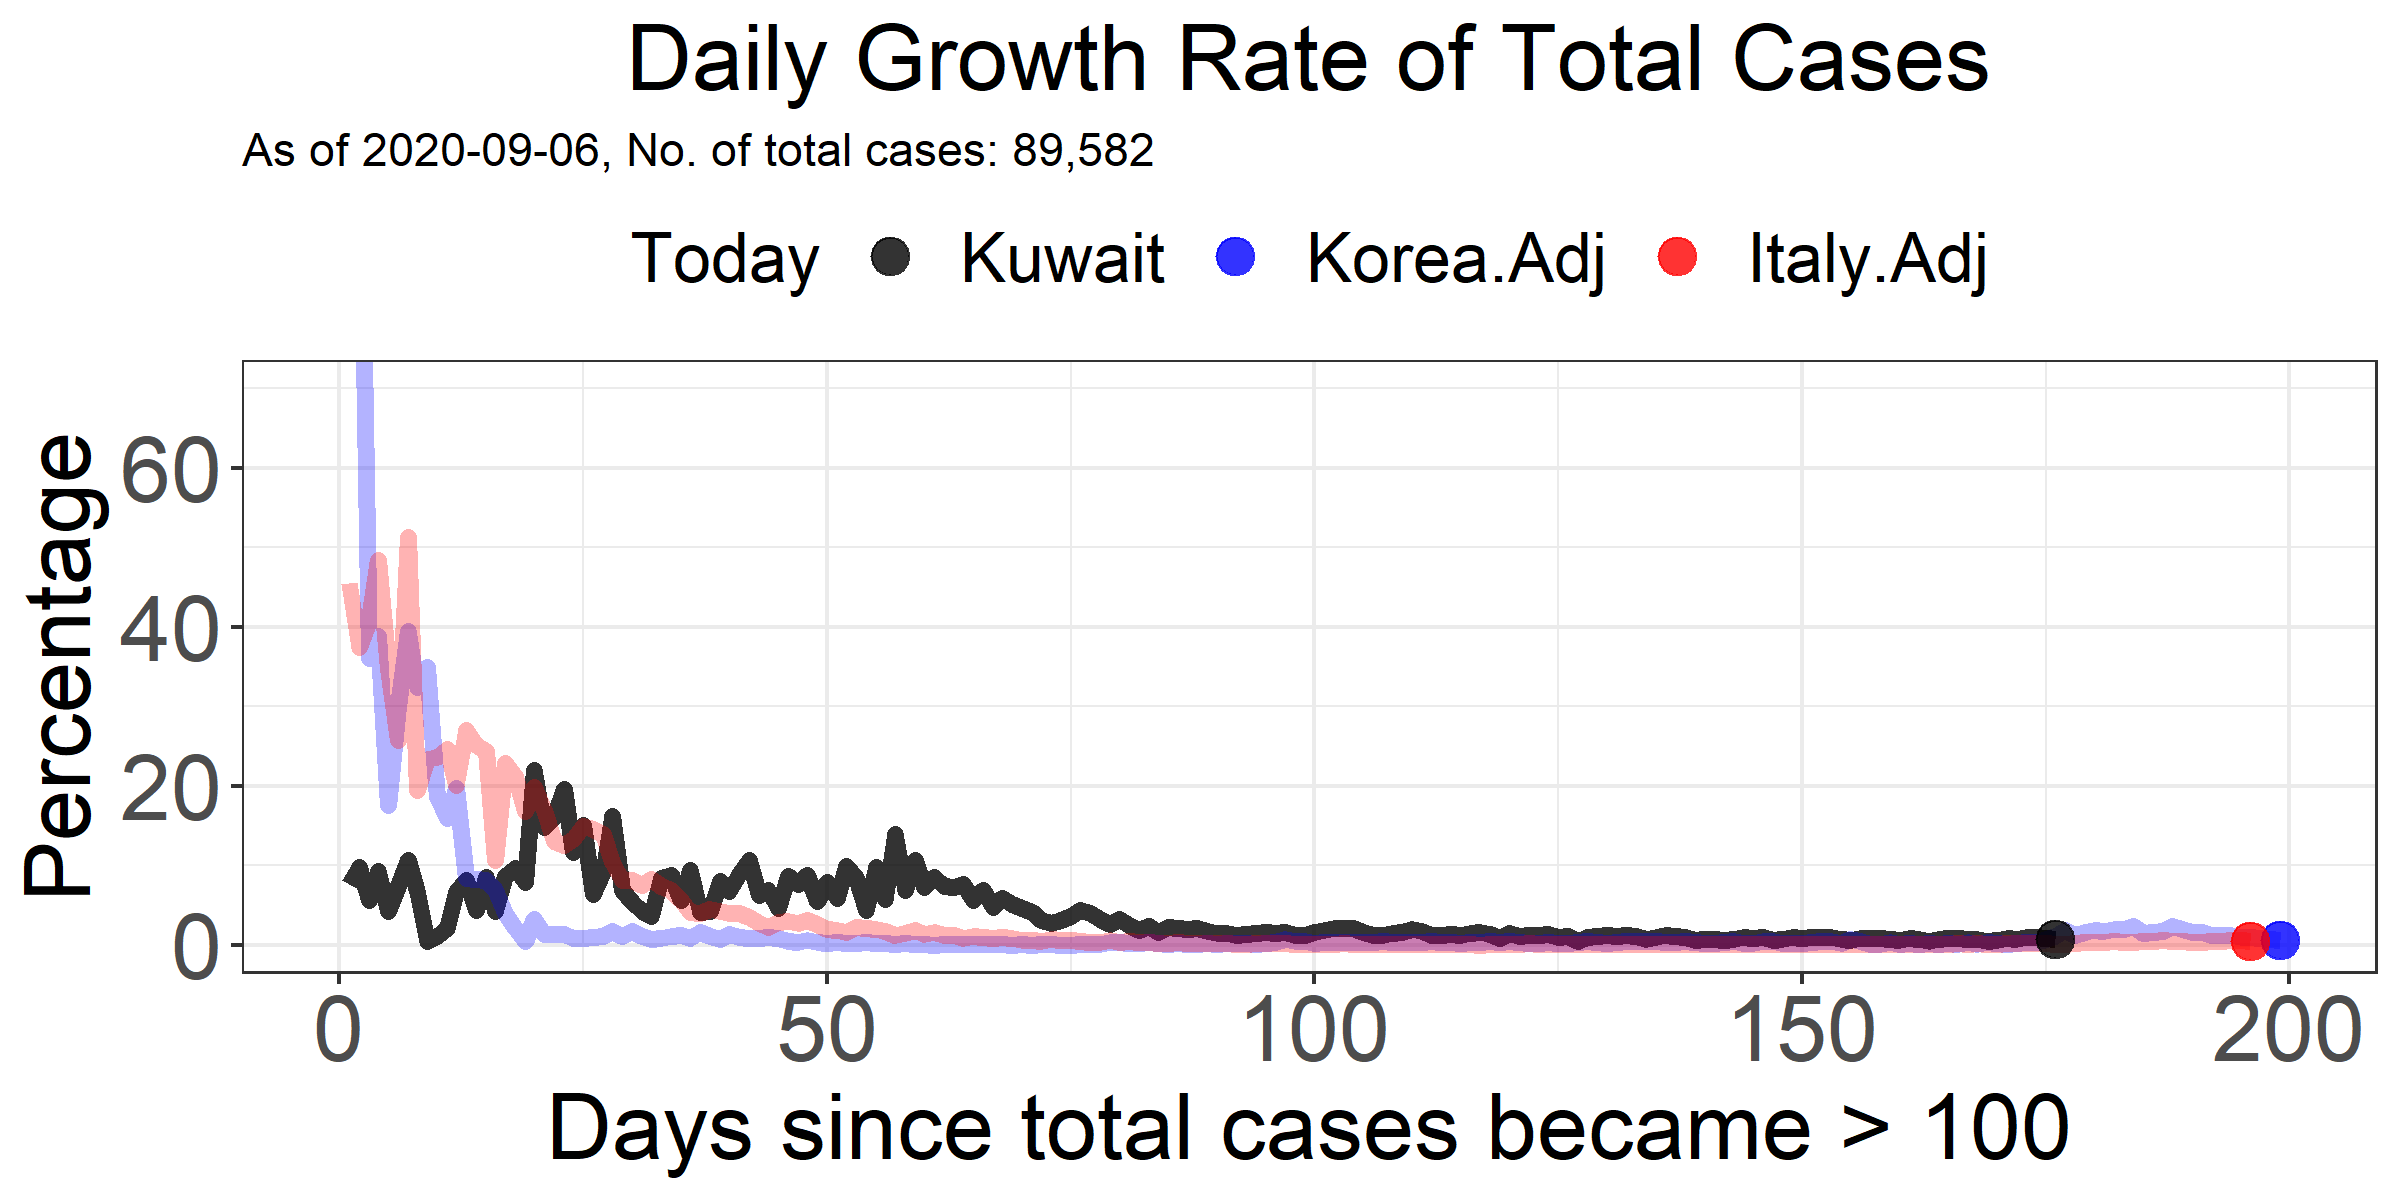 Daily Growth Rate of Total Cases
As of 2020-09-06, No. of total cases: 89,582
Today Kuwait Korea.Adj Italy.Adj
Percentage
60
40
20
0
0 50 100 150 200
Days since total cases became > 100